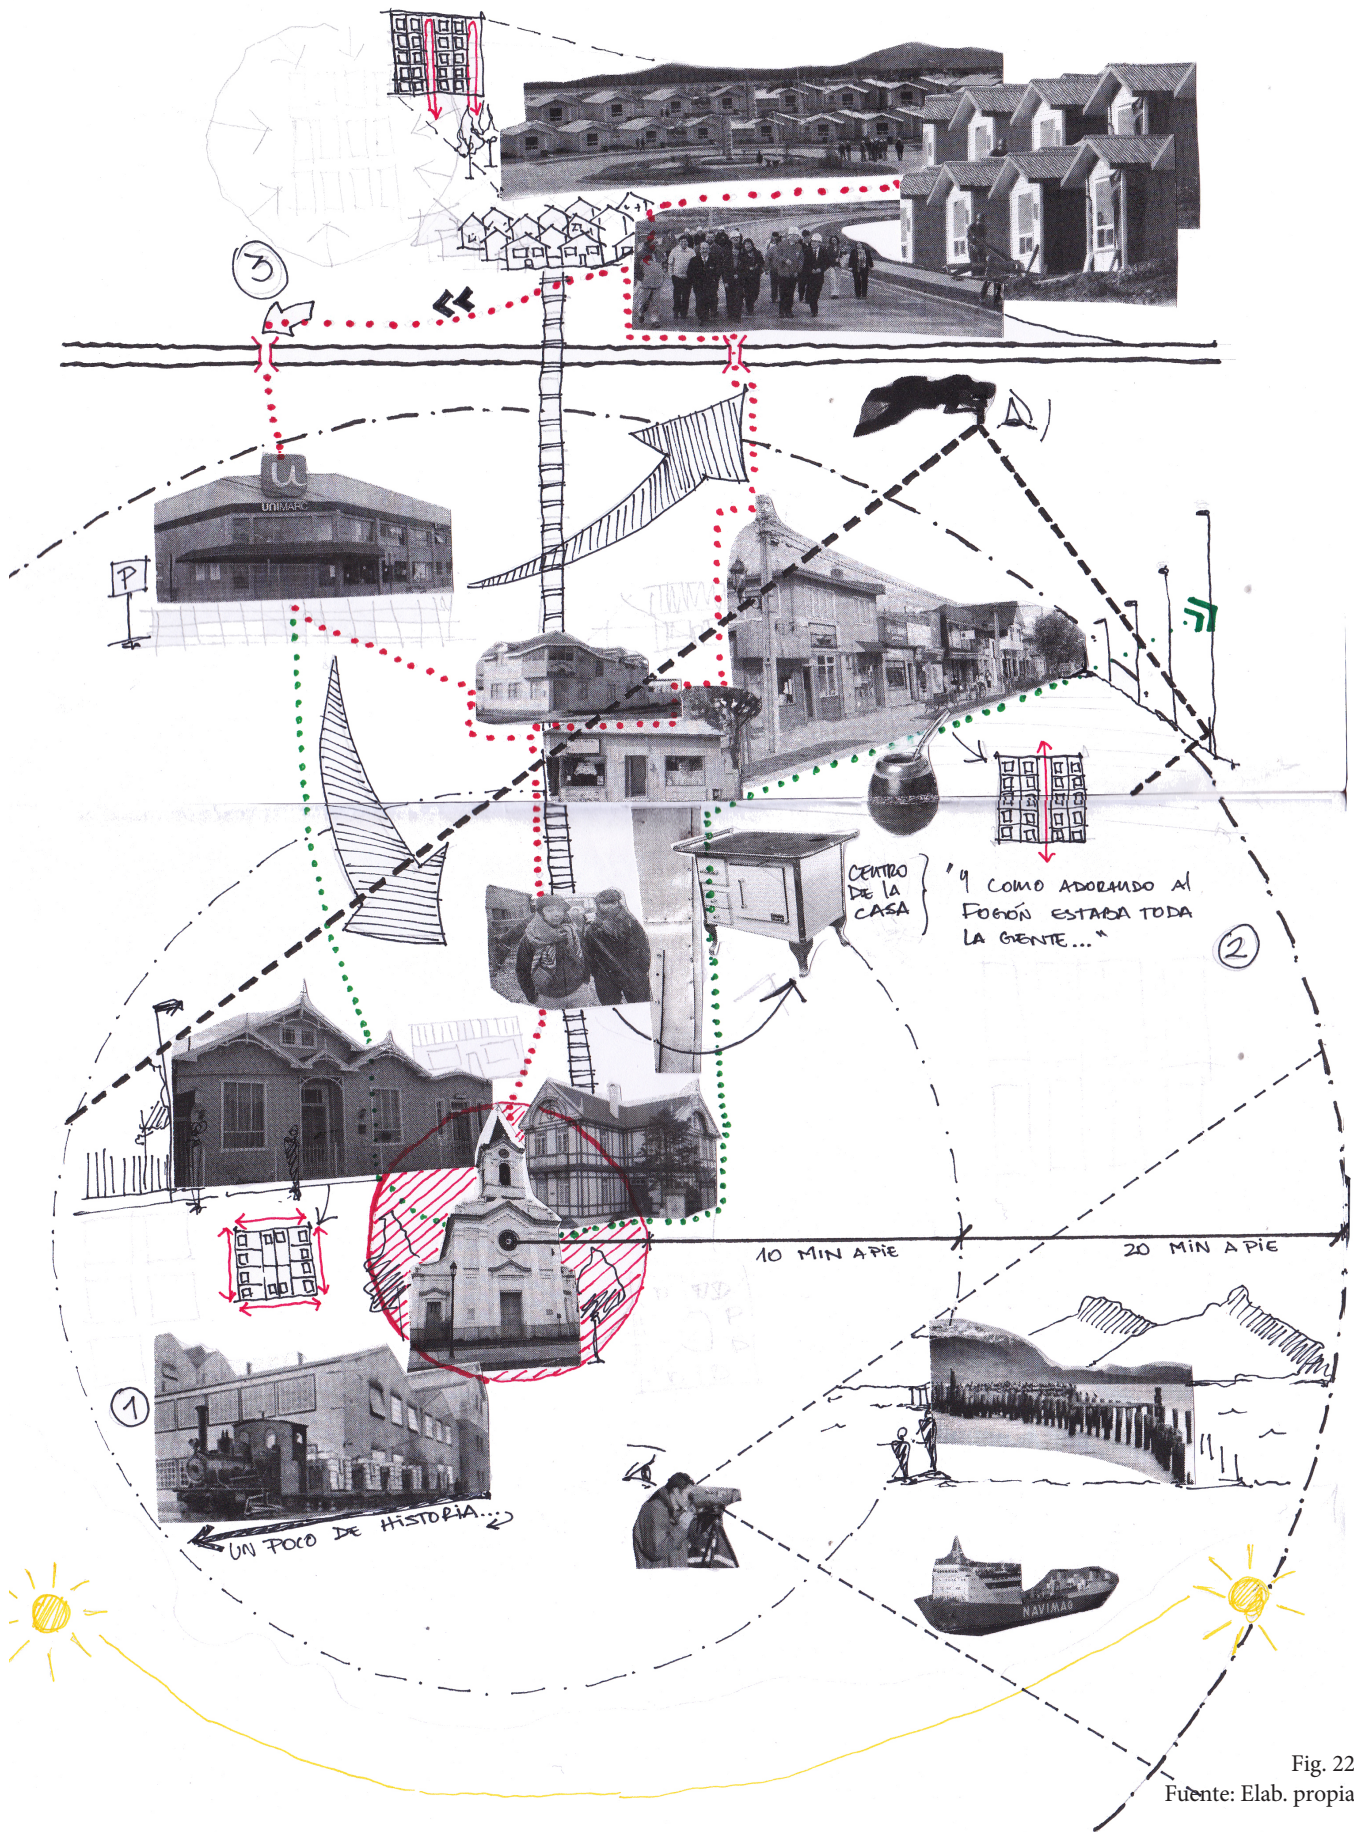 3
U
UNIMARC
P
CENTRO
DE LA
CASA
"Y COMO ADORANDO AL
FOGÓN ESTABA TODA
LA GENTE..."
2
10 MIN A PIE
20 MIN A PIE
1
UN POCO DE HISTORIA...
NAVIMAG
Fig. 22
Fuente: Elab. propia